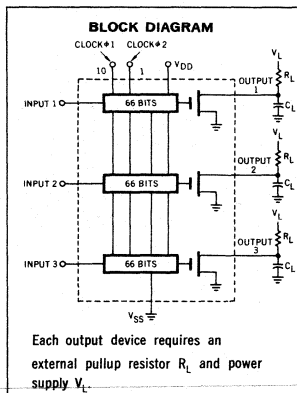 BLOCK DIAGRAM
CLOCK#1 CLOCK#2
10 1 VDD
VL
RL
OUTPUT
1
INPUT 1 66 BITS
CL
VL
RL
OUTPUT
2
INPUT 2 66 BITS
CL
VL
RL
OUTPUT
3
INPUT 3 66 BITS
CL
VSS
Each output device requires an
external pullup resistor RL and power
supply VL.